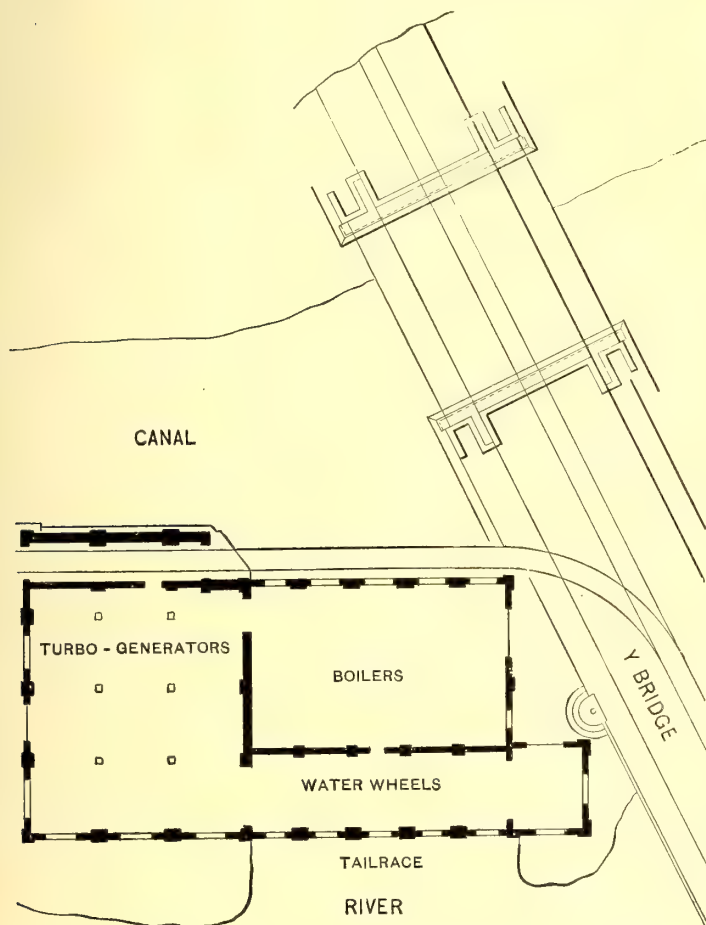 CANAL
TURBO - GENERATORS
BOILERS
Y BRIDGE
WATER WHEELS
TAILRACE
RIVER